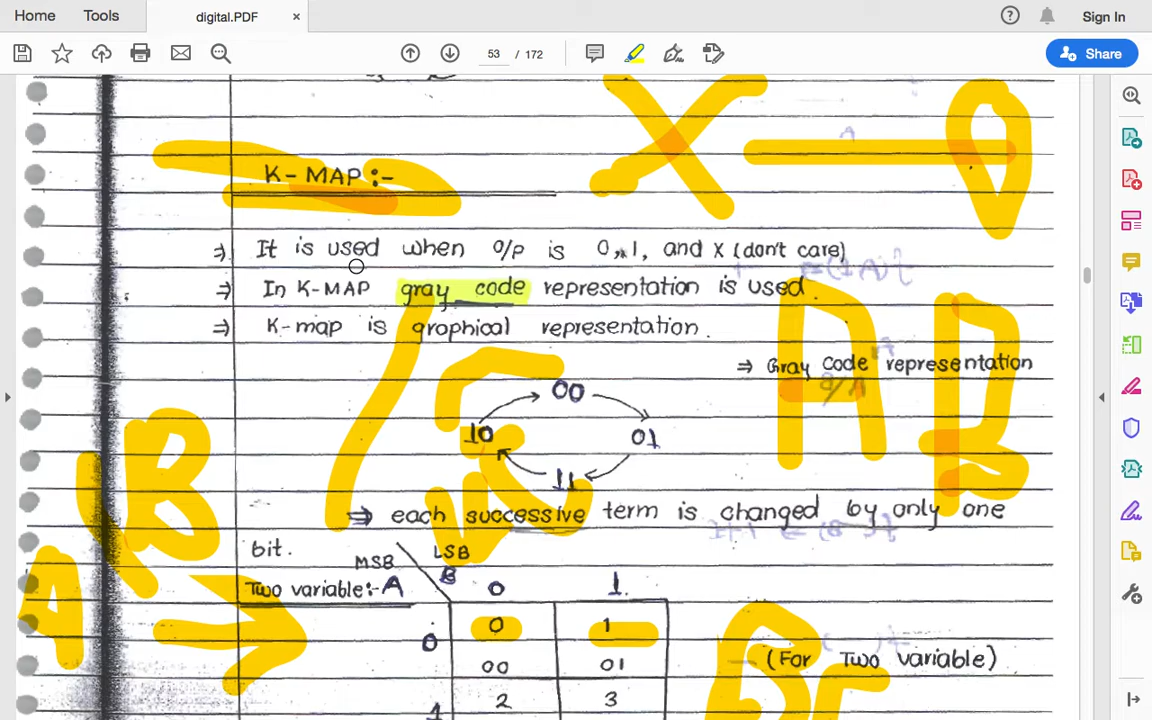 Home Tools digital.PDF × Sign In
53 / 172 Share
K-MAP :-
⇒ It is used when O/P is 0, 1, and X (don't care)
⇒ In K-MAP gray code representation is used.
⇒ K-map is graphical representation.
⇒ Gray Code representation
00
10 01
11
⇒ each successive term is changed by only one
bit.
MSB LSB
Two variable:- A B 0 1
0 0 1
00 01
(For Two variable)
1 2 3
X
A B
A B